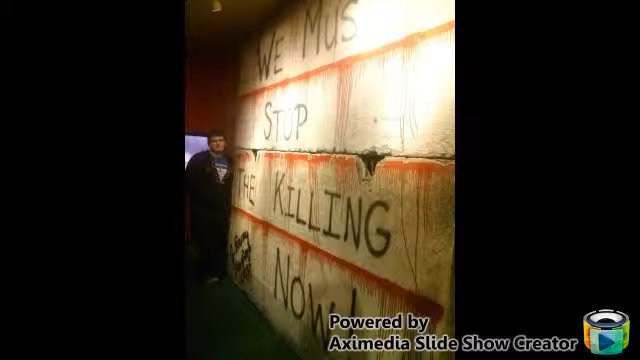 WE MUS
STOP
THE KILLING
NOW!
Powered by
Aximedia Slide Show Creator